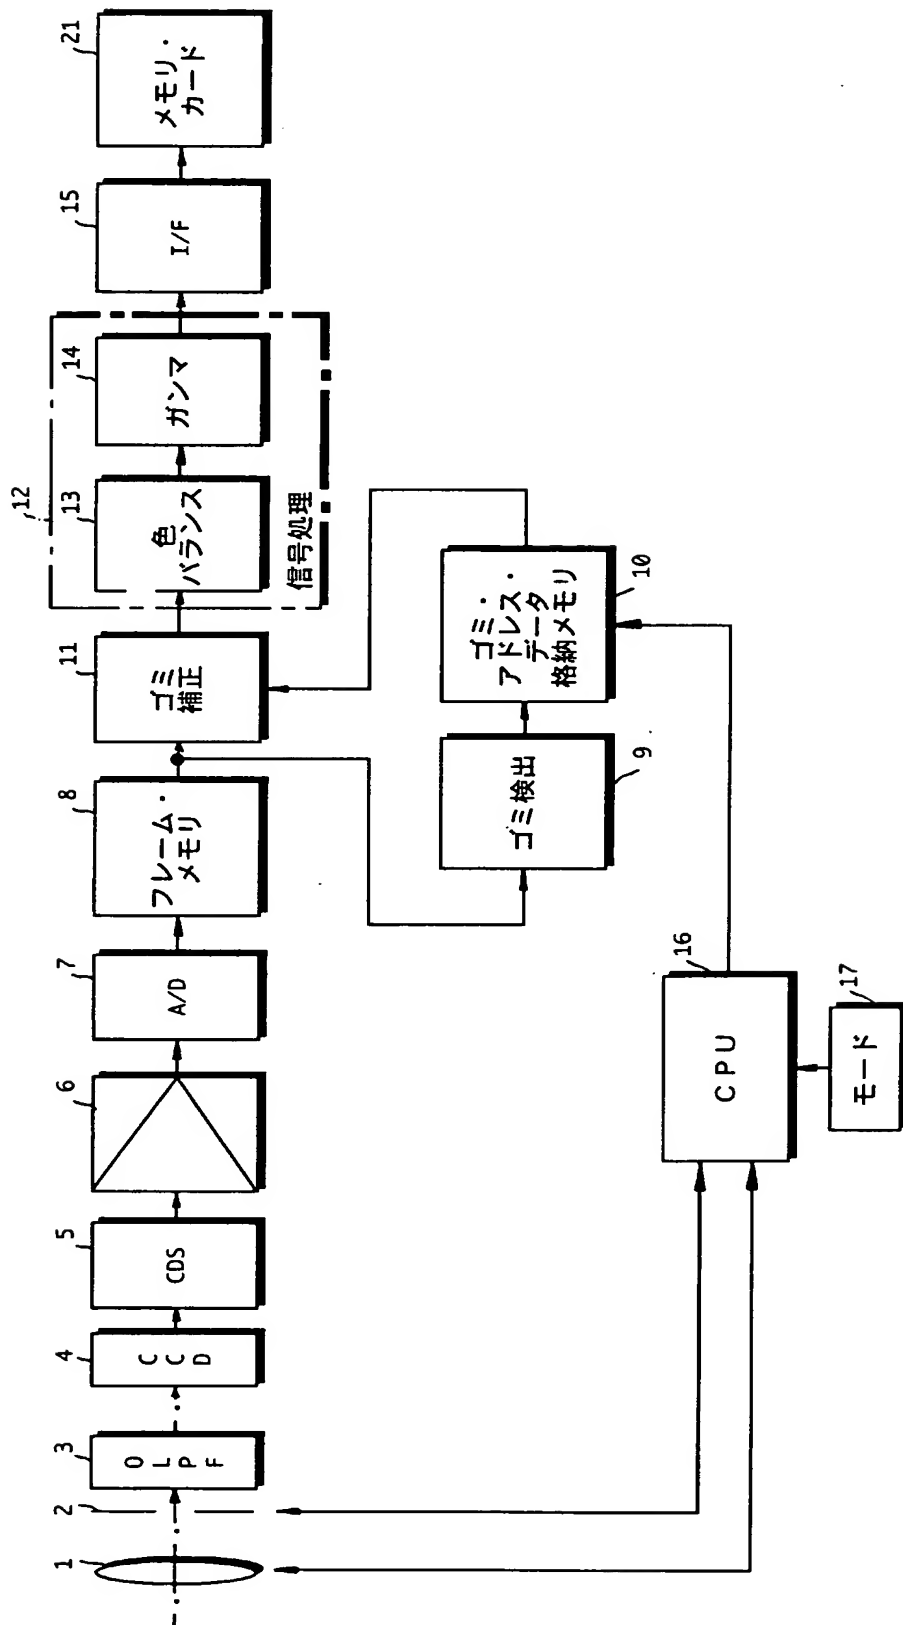 1
2
3
OLPF
4
CCD
5
CDS
6
7
A/D
8
フレーム・
メモリ
11
ゴミ
補正
12
13
色
バランス
14
ガンマ
信号処理
15
I/F
21
メモリ・
カード
9
ゴミ検出
10
ゴミ・
アドレス・
データ
格納メモリ
16
CPU
17
モード